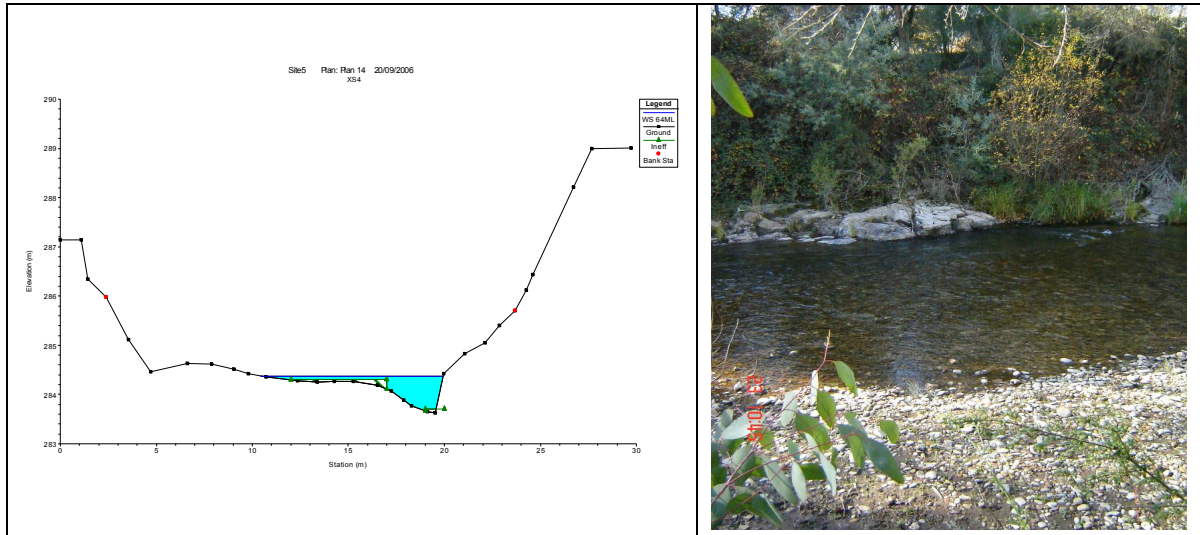 Site5 Plan: Plan 14 20/09/2006
XS4
Legend
WS 64ML
Ground
Ineff
Bank Sta
290
289
288
287
286
285
284
283
Elevation (m)
0 5 10 15 20 25 30
Station (m)